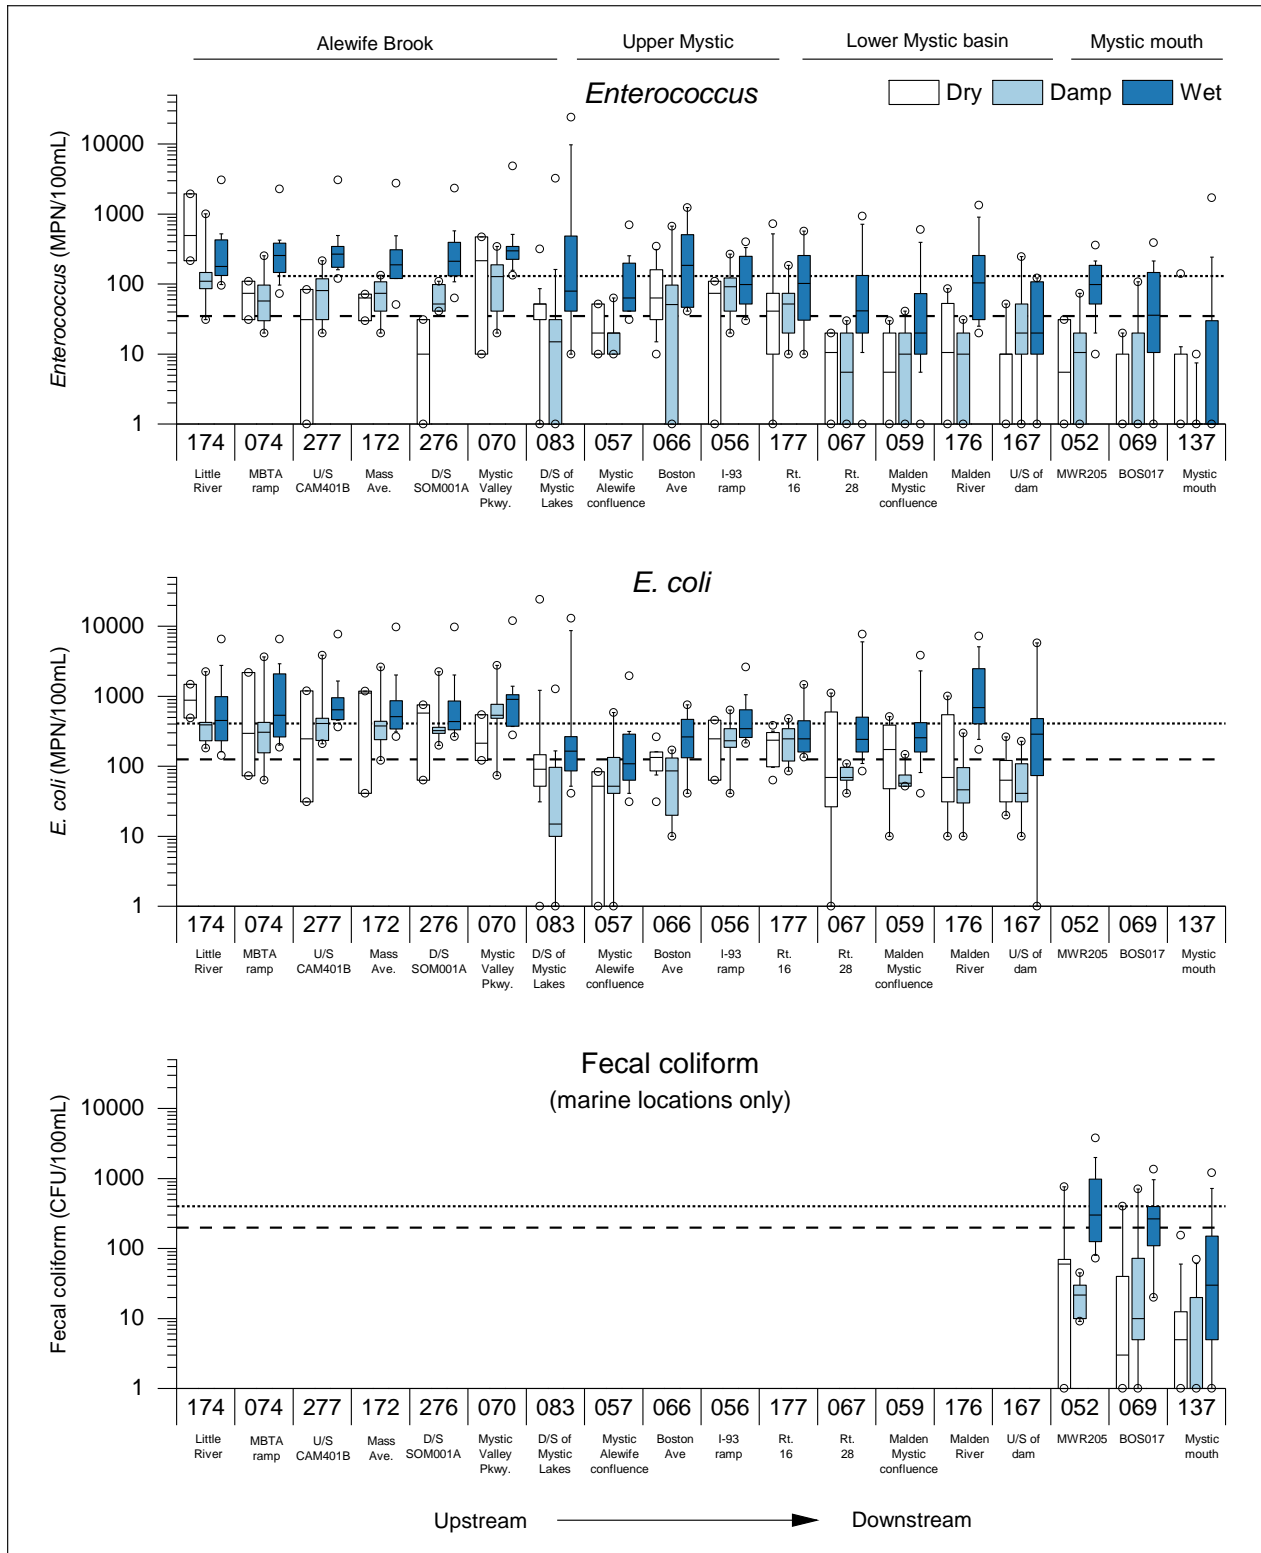 Alewife Brook Upper Mystic Lower Mystic basin Mystic mouth
Enterococcus
Dry Damp Wet
Enterococcus (MPN/100mL)
10000
1000
100
10
1
174 074 277 172 276 070 083 057 066 056 177 067 059 176 167 052 069 137
Little MBTA U/S Mass D/S Mystic D/S of Mystic Boston I-93 Rt. Rt. Malden Malden U/S of MWR205 BOS017 Mystic
River ramp CAM401B Ave. SOM001A Valley Mystic Alewife Ave ramp 16 28 Mystic River dam mouth
Pkwy. Lakes confluence confluence
E. coli
E. coli (MPN/100mL)
10000
1000
100
10
1
174 074 277 172 276 070 083 057 066 056 177 067 059 176 167 052 069 137
Little MBTA U/S Mass D/S Mystic D/S of Mystic Boston I-93 Rt. Rt. Malden Malden U/S of MWR205 BOS017 Mystic
River ramp CAM401B Ave. SOM001A Valley Mystic Alewife Ave ramp 16 28 Mystic River dam mouth
Pkwy. Lakes confluence confluence
Fecal coliform
(marine locations only)
Fecal coliform (CFU/100mL)
10000
1000
100
10
1
174 074 277 172 276 070 083 057 066 056 177 067 059 176 167 052 069 137
Little MBTA U/S Mass D/S Mystic D/S of Mystic Boston I-93 Rt. Rt. Malden Malden U/S of MWR205 BOS017 Mystic
River ramp CAM401B Ave. SOM001A Valley Mystic Alewife Ave ramp 16 28 Mystic River dam mouth
Pkwy. Lakes confluence confluence
Upstream Downstream